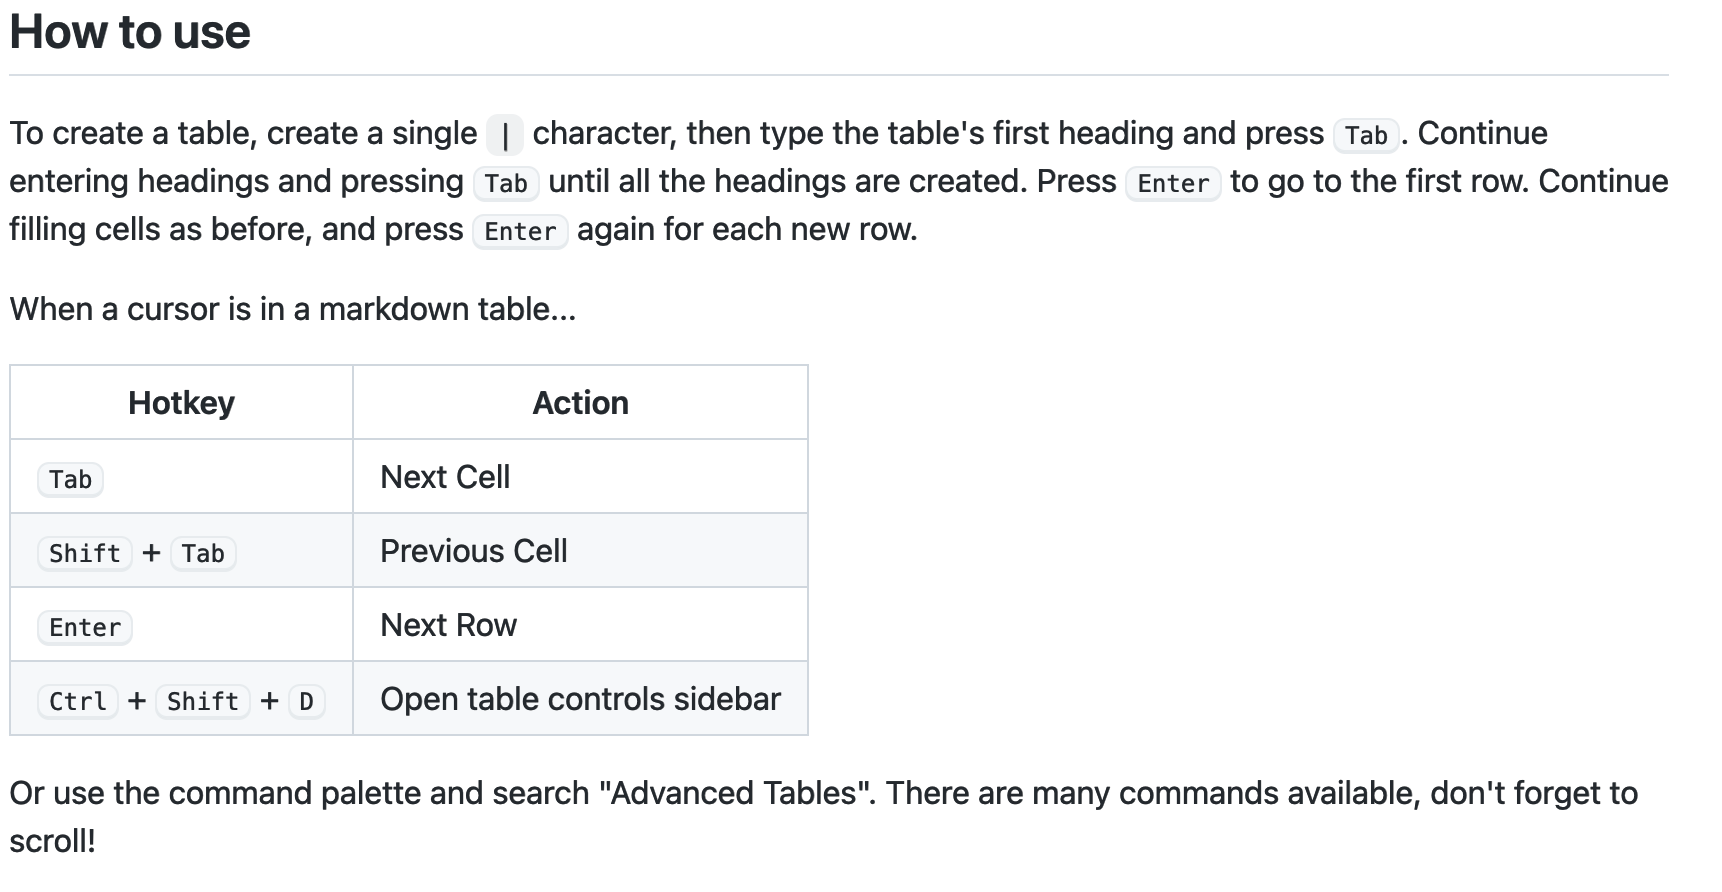 How to use
To create a table, create a single | character, then type the table's first heading and press Tab. Continue
entering headings and pressing Tab until all the headings are created. Press Enter to go to the first row. Continue
filling cells as before, and press Enter again for each new row.
When a cursor is in a markdown table...
Hotkey Action
Tab Next Cell
Shift + Tab Previous Cell
Enter Next Row
Ctrl + Shift + D Open table controls sidebar
Or use the command palette and search "Advanced Tables". There are many commands available, don't forget to
scroll!